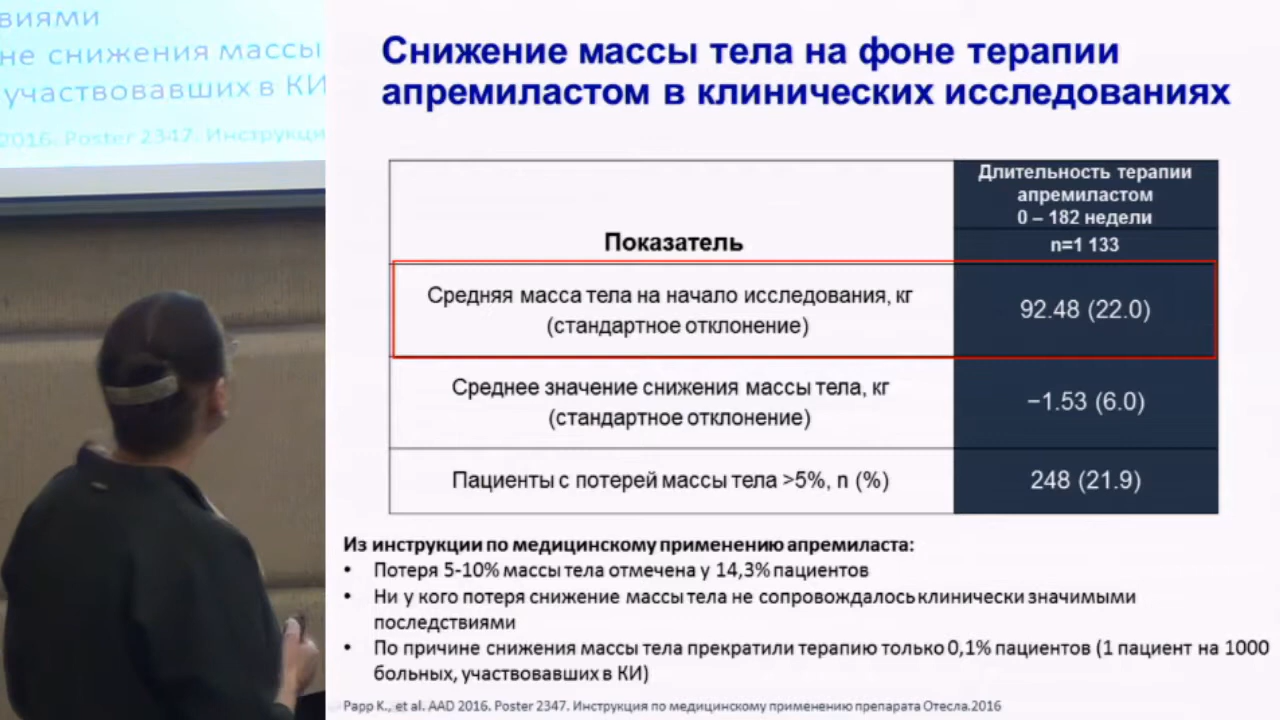 виями
не снижения массы
участвовавших в КИ
2016. Poster 2347. Инструкци
Снижение массы тела на фоне терапии
апремиластом в клинических исследованиях
Длительность терапии
апремиластом
0 – 182 недели
Показатель
n=1 133
Средняя масса тела на начало исследования, кг
(стандартное отклонение)
92.48 (22.0)
Среднее значение снижения массы тела, кг
(стандартное отклонение)
−1.53 (6.0)
Пациенты с потерей массы тела >5%, n (%)
248 (21.9)
Из инструкции по медицинскому применению апремиласта:
• Потеря 5-10% массы тела отмечена у 14,3% пациентов
• Ни у кого потеря снижение массы тела не сопровождалось клинически значимыми
последствиями
• По причине снижения массы тела прекратили терапию только 0,1% пациентов (1 пациент на 1000
больных, участвовавших в КИ)
Papp K., et al. AAD 2016. Poster 2347. Инструкция по медицинскому применению препарата Отесла.2016